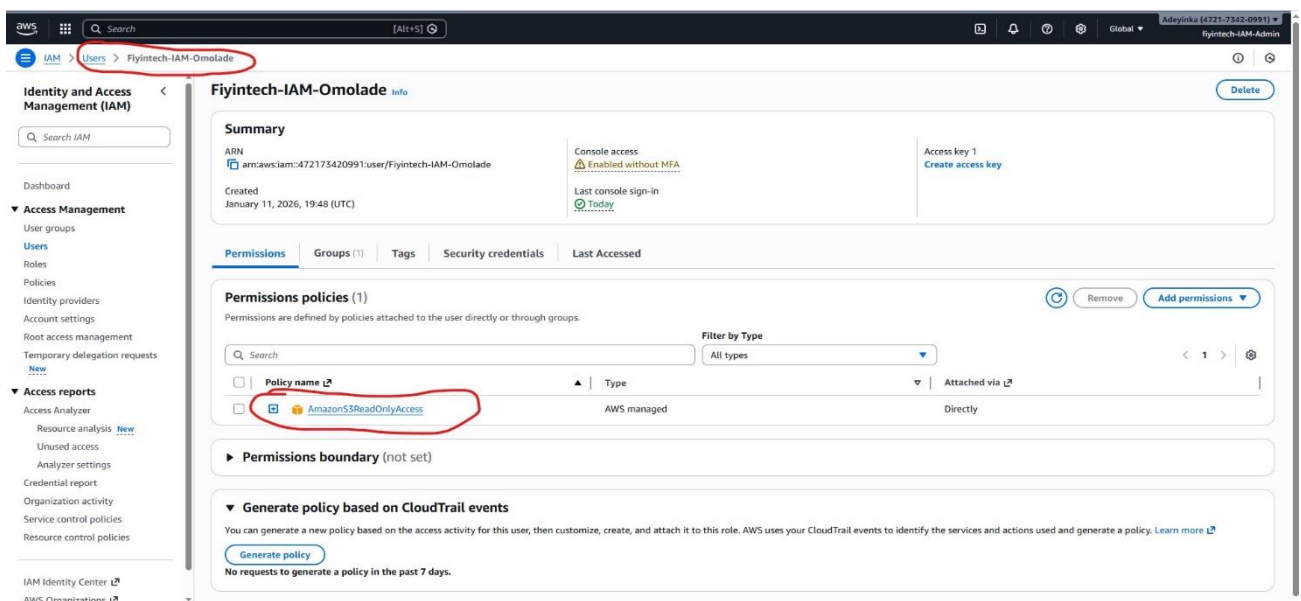 aws
Search
[Alt+S]
Global
Adeyinka (4721-7342-0991)
fiyintech-IAM-Admin
IAM > Users > Fiyintech-IAM-Omolade
Identity and Access Management (IAM)
Search IAM
Dashboard
Access Management
User groups
Users
Roles
Policies
Identity providers
Account settings
Root access management
Temporary delegation requests
New
Access reports
Access Analyzer
Resource analysis New
Unused access
Analyzer settings
Credential report
Organization activity
Service control policies
Resource control policies
IAM Identity Center
AWS Organizations
Fiyintech-IAM-Omolade Info
Delete
Summary
ARN
arn:aws:iam::472173420991:user/Fiyintech-IAM-Omolade
Created
January 11, 2026, 19:48 (UTC)
Console access
Enabled without MFA
Last console sign-in
Today
Access key 1
Create access key
Permissions Groups (1) Tags Security credentials Last Accessed
Permissions policies (1)
Permissions are defined by policies attached to the user directly or through groups.
Remove
Add permissions
Filter by Type
Search
All types
1
Policy name Type Attached via
AmazonS3ReadOnlyAccess AWS managed Directly
Permissions boundary (not set)
Generate policy based on CloudTrail events
You can generate a new policy based on the access activity for this user, then customize, create, and attach it to this role. AWS uses your CloudTrail events to identify the services and actions used and generate a policy. Learn more
Generate policy
No requests to generate a policy in the past 7 days.